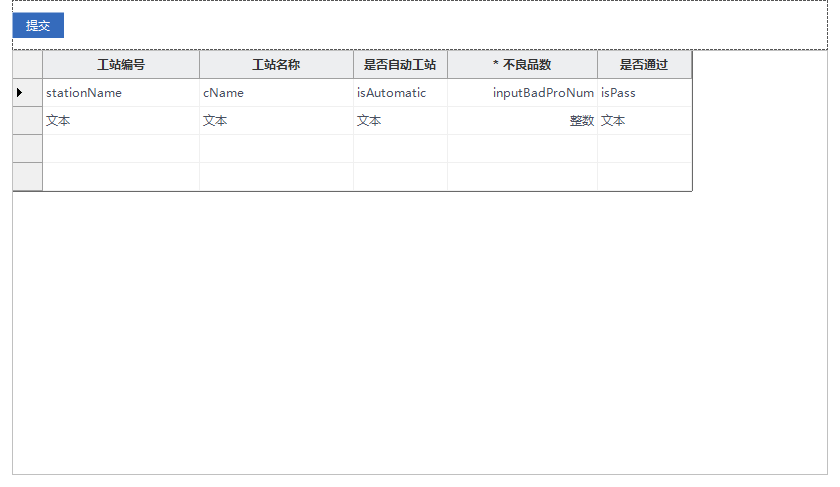 提交
工站编号 工站名称 是否自动工站 * 不良品数 是否通过
stationName cName isAutomatic inputBadProNum isPass
文本 文本 文本 整数 文本